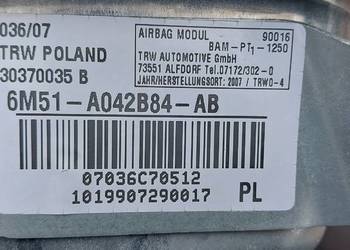 036/07
TRW POLAND
30370035 B
AIRBAG MODUL 90016
BAM-PT1-1250
TRW AUTOMOTIVE GmbH
73551 ALFDORF Tel.07172/302-0
JAHR/HERSTELLUNGSORT: 2007 / TRWO-4
6M51-A042B84-AB
07036C70512
1019907290017 PL